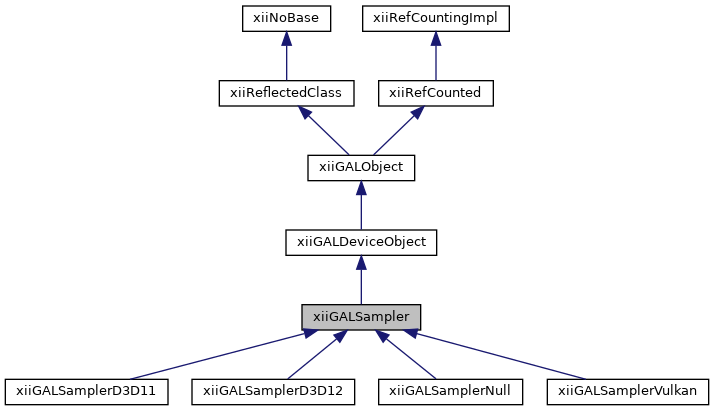 xiiNoBase
xiiRefCountingImpl
xiiReflectedClass
xiiRefCounted
xiiGALObject
xiiGALDeviceObject
xiiGALSampler
xiiGALSamplerD3D11
xiiGALSamplerD3D12
xiiGALSamplerNull
xiiGALSamplerVulkan